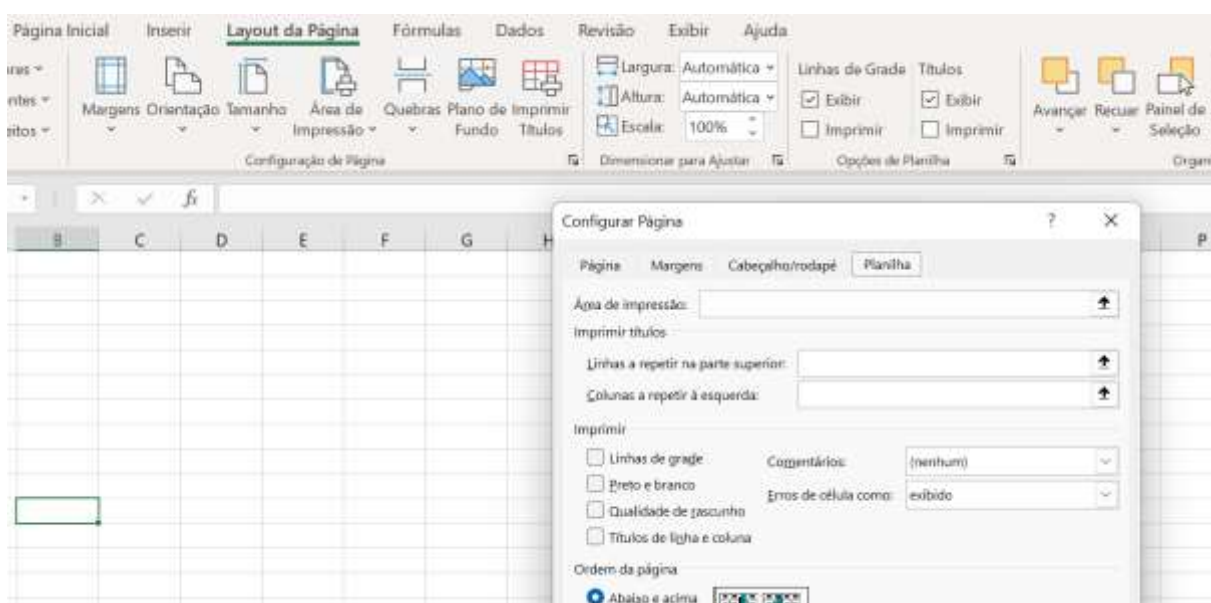 Página Inicial Inserir Layout da Página Fórmulas Dados Revisão Exibir Ajuda
Margens Orientação Tamanho Área de Impressão Quebras Plano de Fundo Imprimir Títulos
Configuração de Página
Largura: Automática
Altura: Automática
Escala: 100%
Dimensionar para Ajustar
Linhas de Grade Títulos
Exibir Exibir
Imprimir Imprimir
Opções de Planilha
Avançar Recuar Painel de Seleção
fx
B C D E F G H P
Configurar Página ? ×
Página Margens Cabeçalho/rodapé Planilha
Área de impressão:
Imprimir títulos
Linhas a repetir na parte superior:
Colunas a repetir à esquerda:
Imprimir
Linhas de grade
Preto e branco
Qualidade de rascunho
Títulos de linha e coluna
Comentários: (nenhum)
Erros de célula como: exibido
Ordem da página
Abaixo e acima